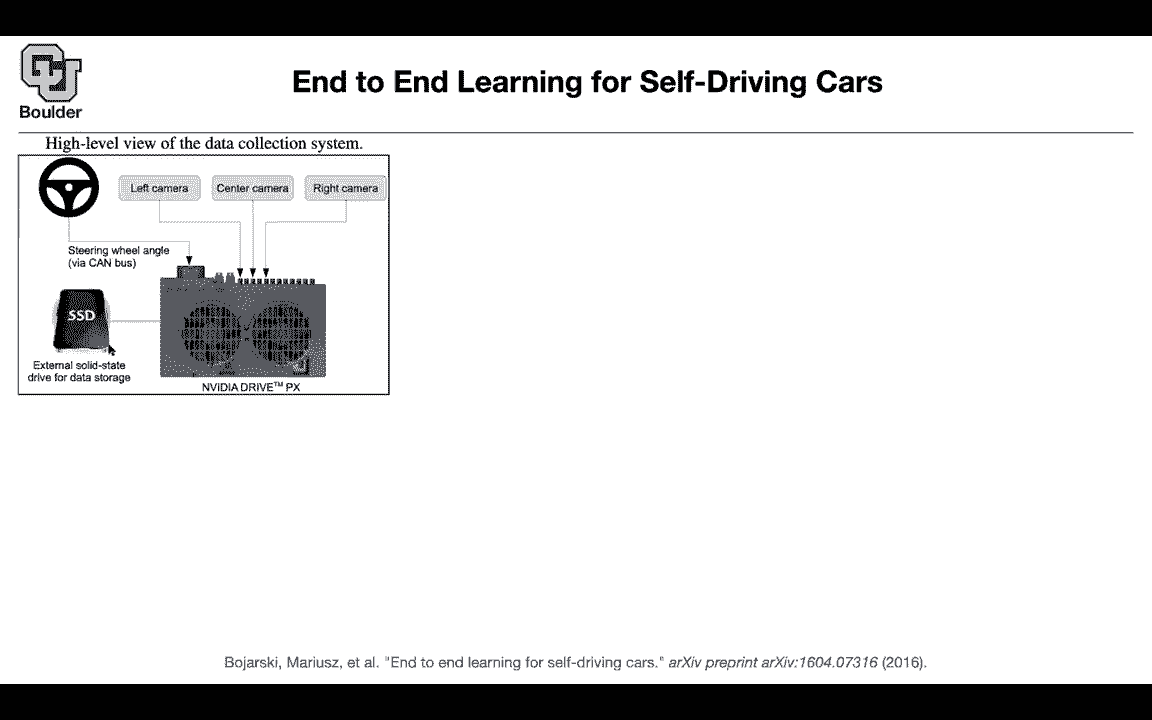 Boulder
End to End Learning for Self-Driving Cars
High-level view of the data collection system.
Left camera
Center camera
Right camera
Steering wheel angle
(via CAN bus)
SSD
External solid-state
drive for data storage
NVIDIA DRIVE™ PX
Bojarski, Mariusz, et al. "End to end learning for self-driving cars." arXiv preprint arXiv:1604.07316 (2016).